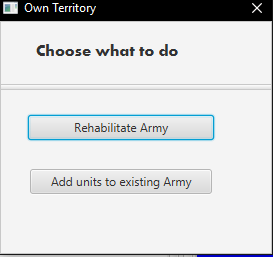 Own Territory
Choose what to do
Rehabilitate Army
Add units to existing Army